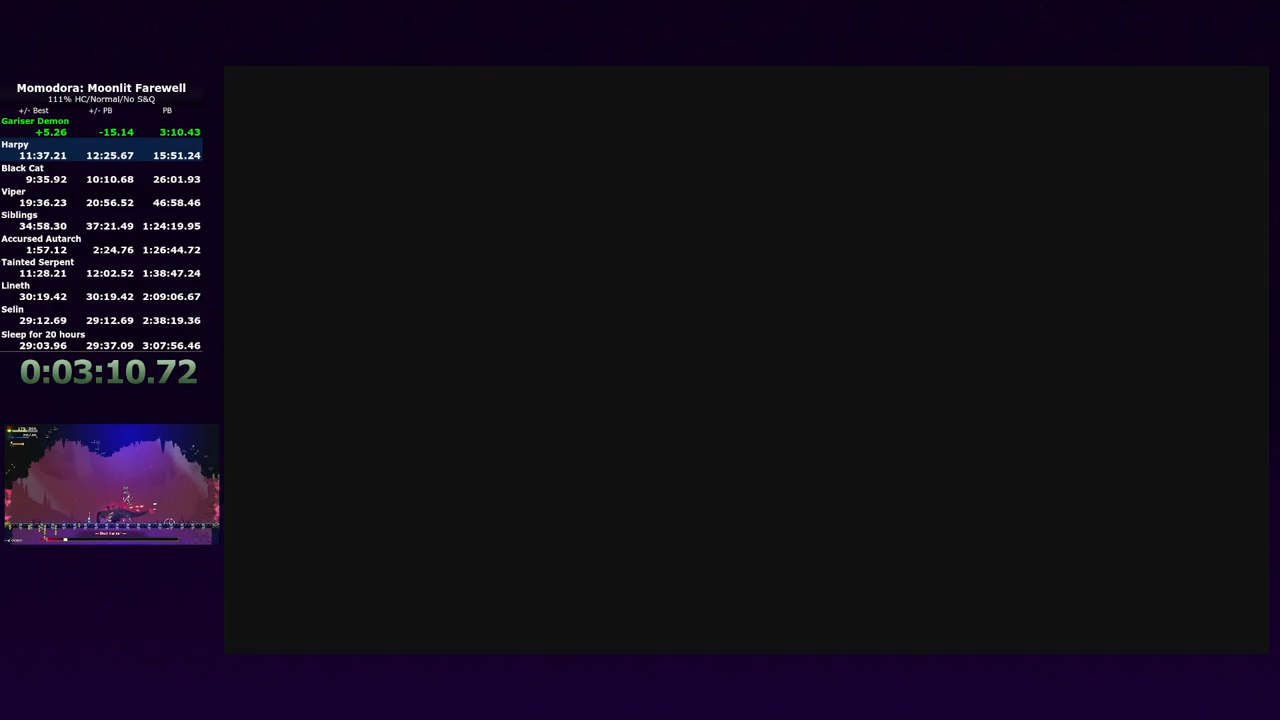 Momodora: Moonlit Farewell
111% HC/Normal/No S&Q
+/- Best +/- PB PB
Gariser Demon
+5.26 -15.14 3:10.43
Harpy
11:37.21 12:25.67 15:51.24
Black Cat
9:35.92 10:10.68 26:01.93
Viper
19:36.23 20:56.52 46:58.46
Siblings
34:58.30 37:21.49 1:24:19.95
Accursed Autarch
1:57.12 2:24.76 1:26:44.72
Tainted Serpent
11:28.21 12:02.52 1:38:47.24
Lineth
30:19.42 30:19.42 2:09:06.67
Selin
29:12.69 29:12.69 2:38:19.36
Sleep for 20 hours
29:03.96 29:37.09 3:07:56.46
0:03:10.72